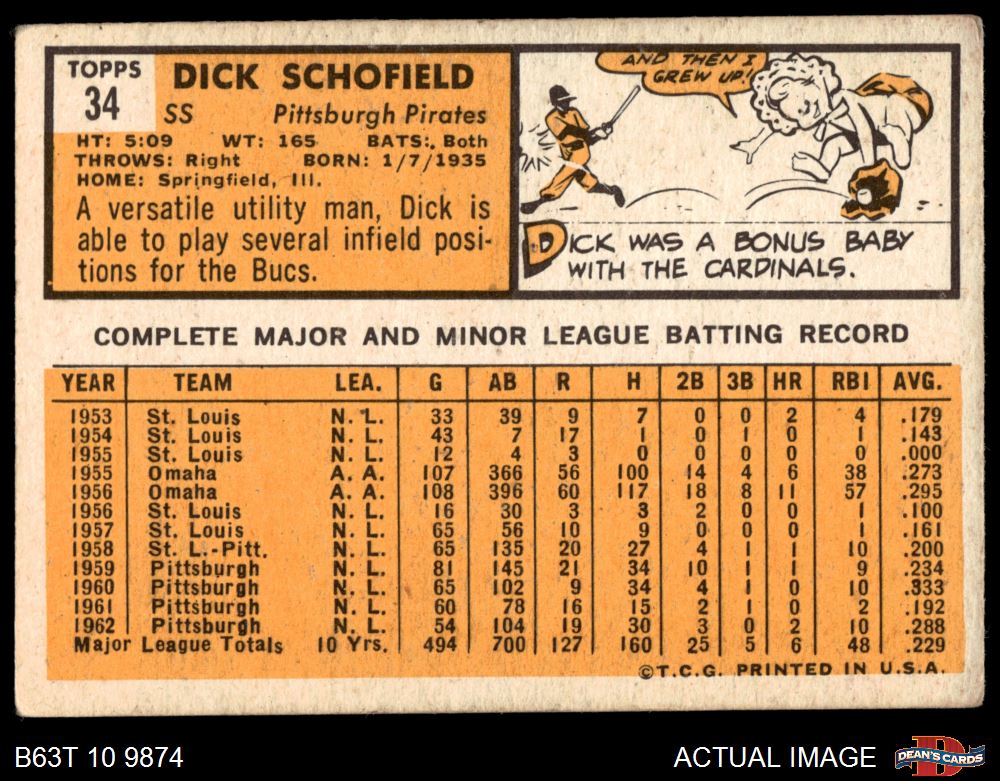 TOPPS
34
DICK SCHOFIELD
SS Pittsburgh Pirates
HT: 5:09 WT: 165 BATS: Both
THROWS: Right BORN: 1/7/1935
HOME: Springfield, Ill.
A versatile utility man, Dick is
able to play several infield posi-
tions for the Bucs.
AND THEN I
GREW UP!
DICK WAS A BONUS BABY
WITH THE CARDINALS.
COMPLETE MAJOR AND MINOR LEAGUE BATTING RECORD
YEAR TEAM LEA. G AB R H 2B 3B HR RBI AVG.
1953 St. Louis N. L. 33 39 9 7 0 0 2 4 .179
1954 St. Louis N. L. 43 7 17 1 0 1 0 1 .143
1955 St. Louis N. L. 12 4 3 0 0 0 0 0 .000
1955 Omaha A. A. 107 366 56 100 14 4 6 38 .273
1956 Omaha A. A. 108 396 60 117 18 8 11 57 .295
1956 St. Louis N. L. 16 30 3 3 2 0 0 1 .100
1957 St. Louis N. L. 65 56 10 9 0 0 0 1 .161
1958 St. L.-Pitt. N. L. 65 135 20 27 4 1 1 10 .200
1959 Pittsburgh N. L. 81 145 21 34 10 1 1 9 .234
1960 Pittsburgh N. L. 65 102 9 34 4 1 0 10 .333
1961 Pittsburgh N. L. 60 78 16 15 2 1 0 2 .192
1962 Pittsburgh N. L. 54 104 19 30 3 0 2 10 .288
Major League Totals 10 Yrs. 494 700 127 160 25 5 6 48 .229
©T.C.G. PRINTED IN U.S.A.
B63T 10 9874
ACTUAL IMAGE
D
DEAN'S CARDS